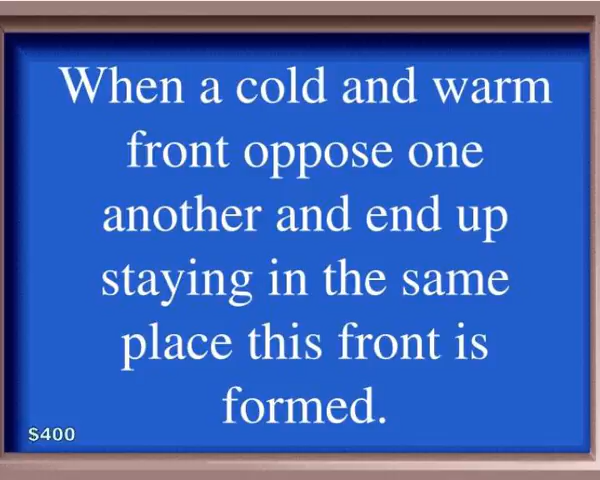 When a cold and warm
front oppose one
another and end up
staying in the same
place this front is
formed.
$400